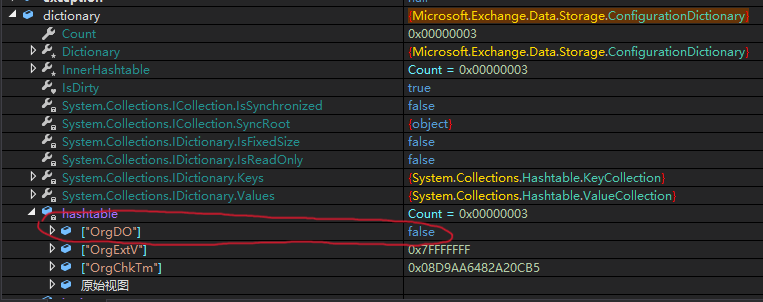 dictionary {Microsoft.Exchange.Data.Storage.ConfigurationDictionary}
Count 0x00000003
Dictionary {Microsoft.Exchange.Data.Storage.ConfigurationDictionary}
InnerHashtable Count = 0x00000003
IsDirty true
System.Collections.ICollection.IsSynchronized false
System.Collections.ICollection.SyncRoot {object}
System.Collections.IDictionary.IsFixedSize false
System.Collections.IDictionary.IsReadOnly false
System.Collections.IDictionary.Keys {System.Collections.Hashtable.KeyCollection}
System.Collections.IDictionary.Values {System.Collections.Hashtable.ValueCollection}
hashtable Count = 0x00000003
["OrgDO"] false
["OrgExtV"] 0x7FFFFFFF
["OrgChkTm"] 0x08D9AA6482A20CB5
原始视图